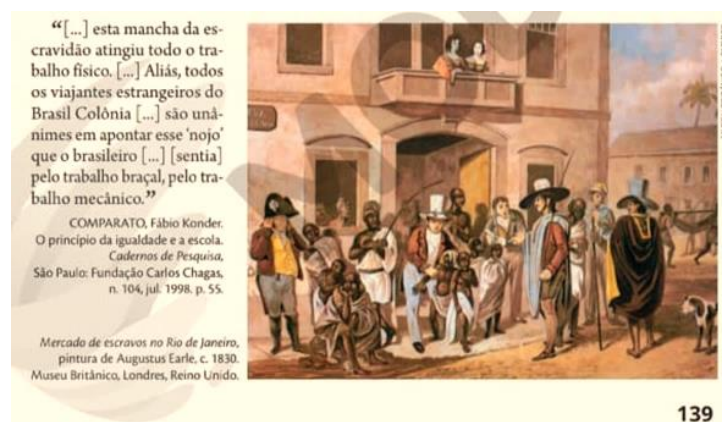 “[...] esta mancha da es-
cravidão atingiu todo o tra-
balho físico. [...] Aliás, todos
os viajantes estrangeiros do
Brasil Colônia [...] são unâ-
nimes em apontar esse ‘nojo’
que o brasileiro [...] [sentia]
pelo trabalho braçal, pelo tra-
balho mecânico.”
COMPARATO, Fábio Konder.
O princípio da igualdade e a escola.
Cadernos de Pesquisa,
São Paulo: Fundação Carlos Chagas,
n. 104, jul. 1998. p. 55.
Mercado de escravos no Rio de Janeiro,
pintura de Augustus Earle, c. 1830.
Museu Britânico, Londres, Reino Unido.
139